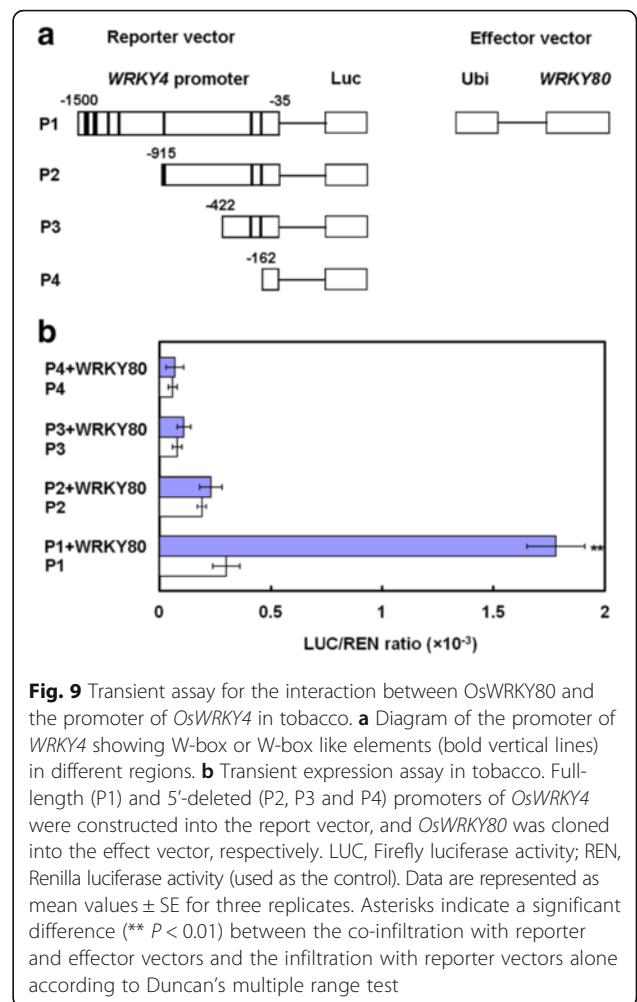 a
Reporter vector
Effector vector
WRKY4 promoter
Luc
Ubi
WRKY80
-1500
-35
P1
-915
P2
-422
P3
-162
P4
b
P4+WRKY80
P4
P3+WRKY80
P3
P2+WRKY80
P2
P1+WRKY80
**
P1
0
0.5
1
1.5
2
LUC/REN ratio (×10-3)
Fig. 9 Transient assay for the interaction between OsWRKY80 and
the promoter of OsWRKY4 in tobacco. a Diagram of the promoter of
WRKY4 showing W-box or W-box like elements (bold vertical lines)
in different regions. b Transient expression assay in tobacco. Full-
length (P1) and 5’-deleted (P2, P3 and P4) promoters of OsWRKY4
were constructed into the report vector, and OsWRKY80 was cloned
into the effect vector, respectively. LUC, Firefly luciferase activity; REN,
Renilla luciferase activity (used as the control). Data are represented as
mean values ± SE for three replicates. Asterisks indicate a significant
difference (** P < 0.01) between the co-infiltration with reporter
and effector vectors and the infiltration with reporter vectors alone
according to Duncan’s multiple range test